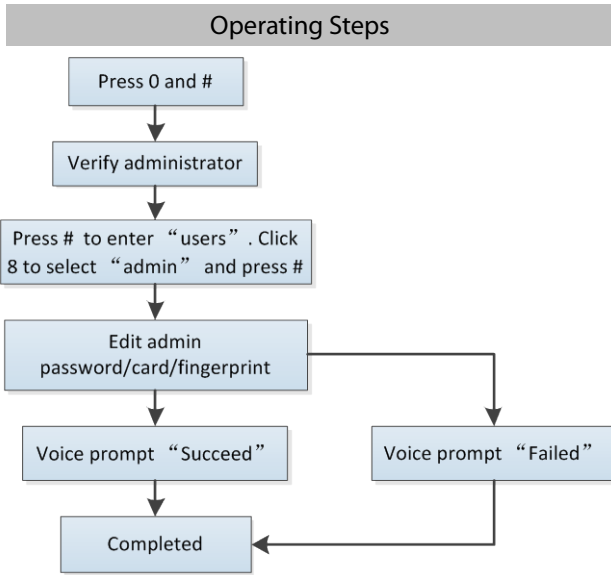 Operating Steps
Press 0 and #
Verify administrator
Press # to enter “users”. Click
8 to select “admin” and press #
Edit admin
password/card/fingerprint
Voice prompt “Succeed”
Voice prompt “Failed”
Completed